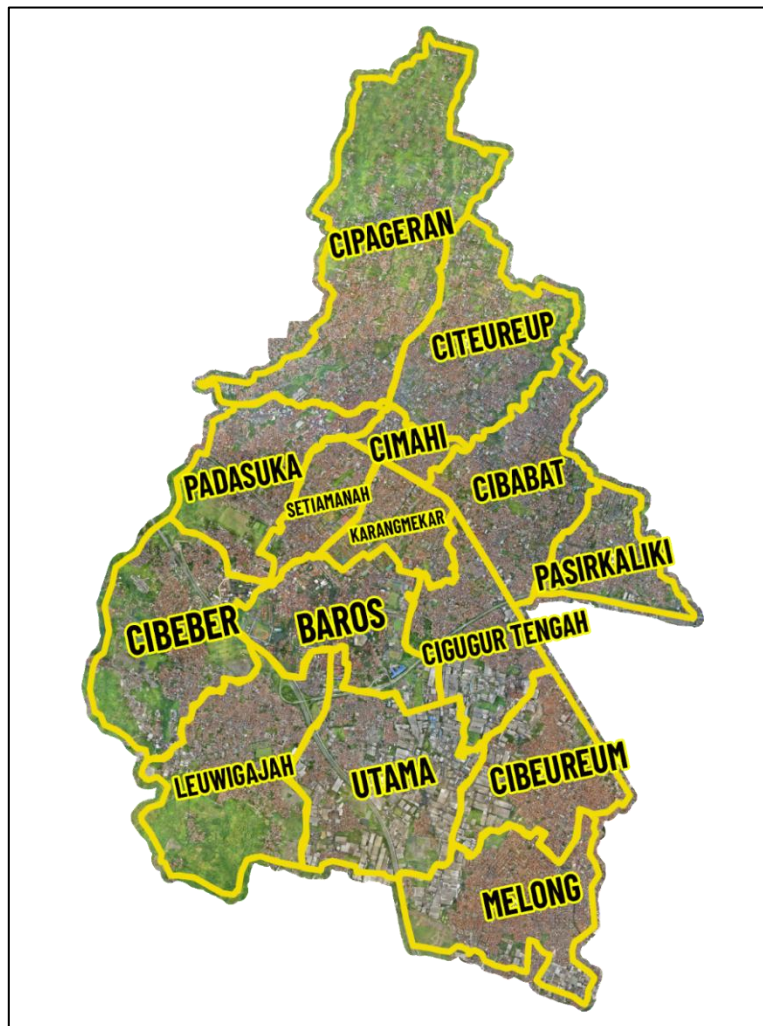 CIPAGERAN
CITEUREUP
CIMAHI
PADASUKA
CIBABAT
SETIAMANAH
KARANGMEKAR
PASIRKALIKI
CIBEBER
BAROS
CIGUGUR TENGAH
LEUWIGAJAH
UTAMA
CIBEUREUM
MELONG